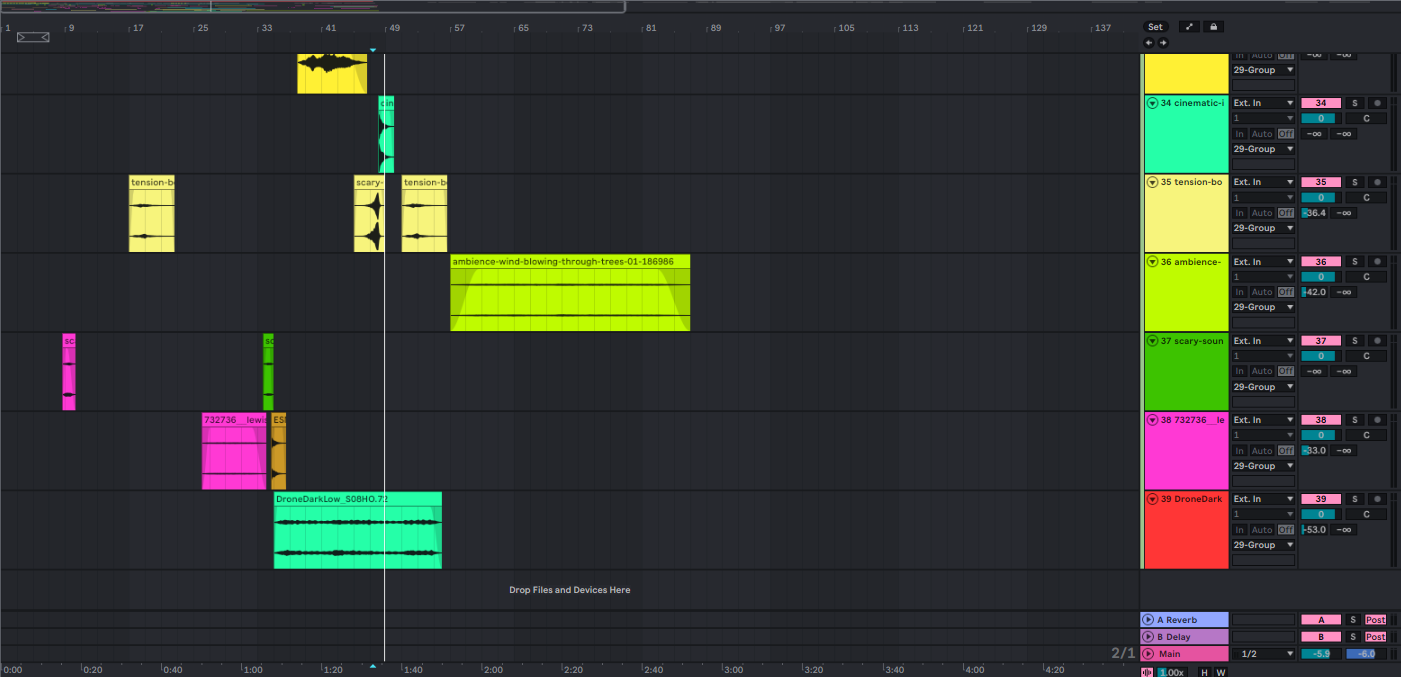 1 9 17 25 33 41 49 57 65 73 81 89 97 105 113 121 129 137 Set
In Auto Off -∞ -∞
29-Group
cin
34 cinematic-i Ext. In 34 S
1 0 C
In Auto Off -∞ -∞
29-Group
tension-b scary- tension-b
35 tension-bo Ext. In 35 S
1 0 C
In Auto Off -36.4 -∞
29-Group
ambience-wind-blowing-through-trees-01-186986
36 ambience- Ext. In 36 S
1 0 C
In Auto Off -42.0 -∞
29-Group
sc sc
37 scary-soun Ext. In 37 S
1 0 C
In Auto Off -∞ -∞
29-Group
732736__lewi ES
38 732736__le Ext. In 38 S
1 0 C
In Auto Off -33.0 -∞
29-Group
DroneDarkLow_S08HO.72
39 DroneDark Ext. In 39 S
1 0 C
In Auto Off -53.0 -∞
29-Group
Drop Files and Devices Here
A Reverb A S Post
B Delay B S Post
2/1 Main 1/2 -5.9 -6.0
0:00 0:20 0:40 1:00 1:20 1:40 2:00 2:20 2:40 3:00 3:20 3:40 4:00 4:20 1.00x H W